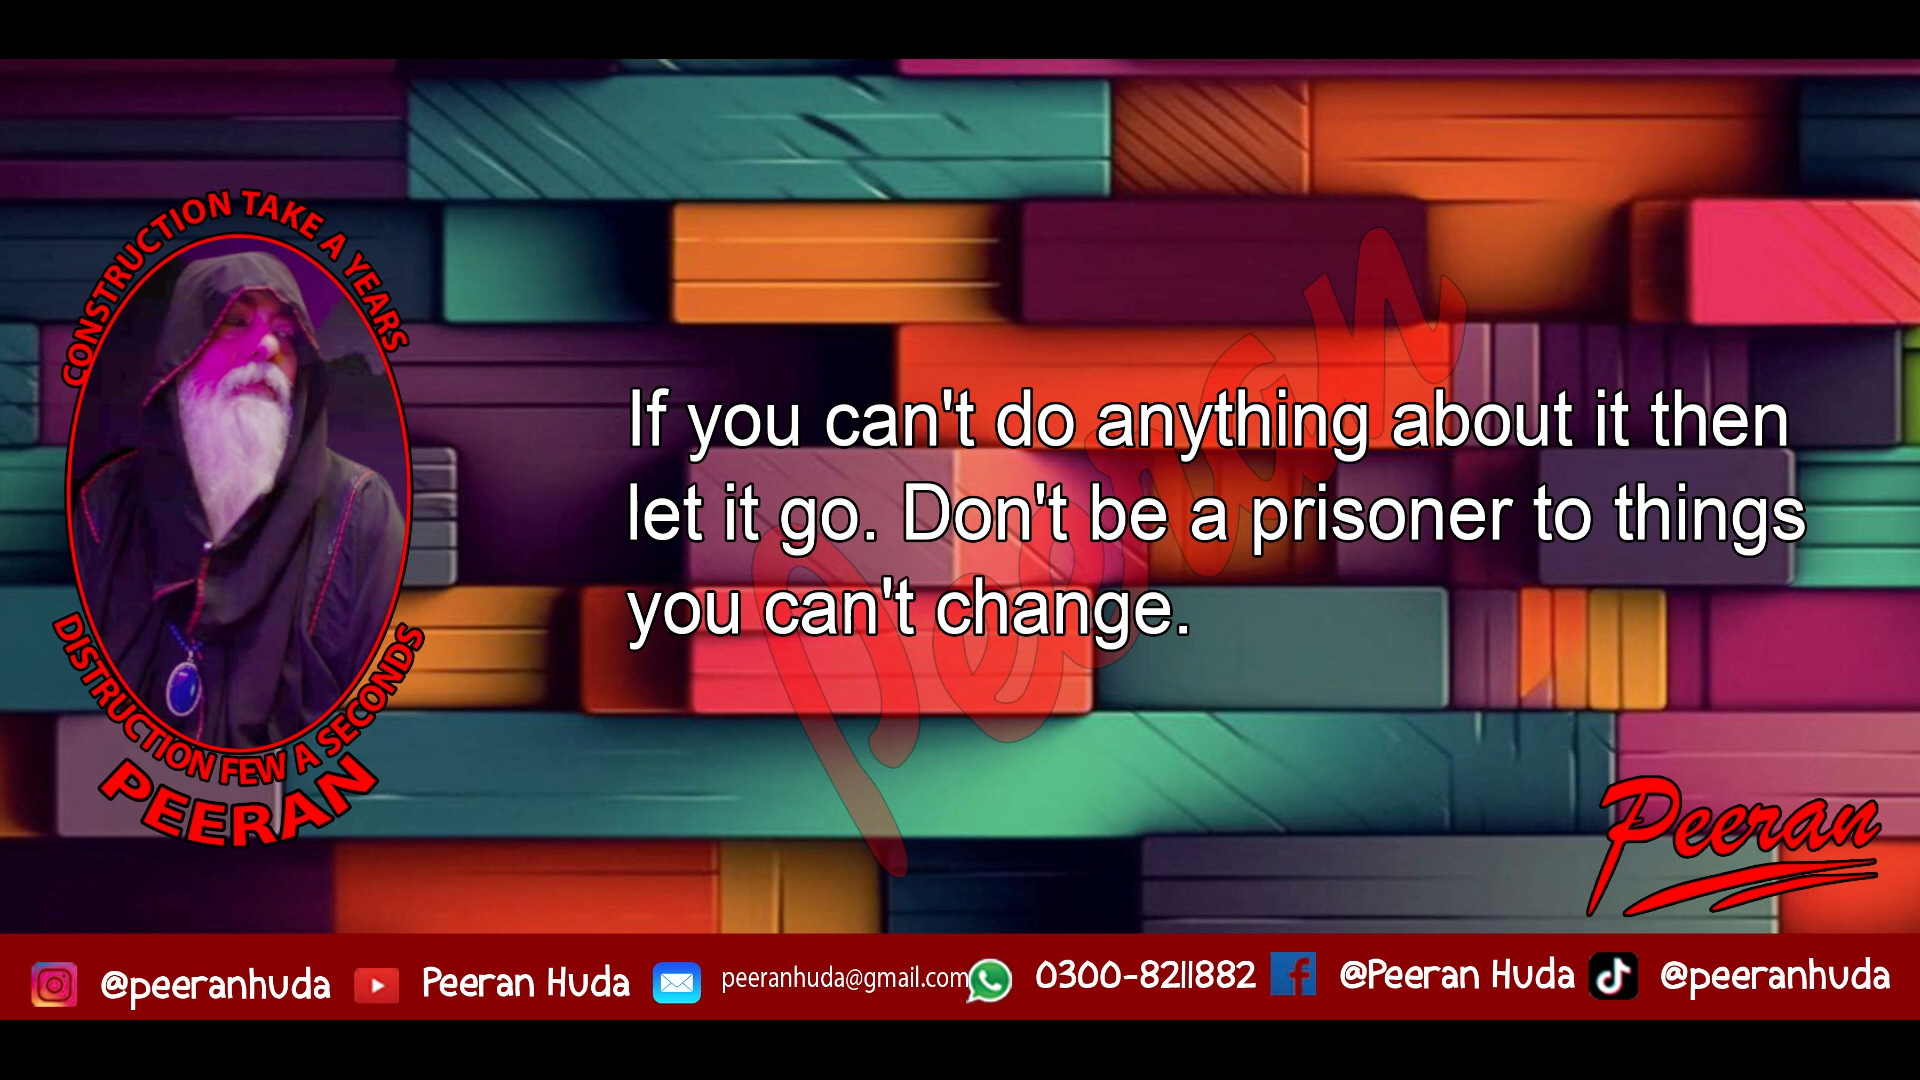 CONSTRUCTION TAKE A YEARS
DISTRUCTION FEW A SECONDS
PEERAN
If you can't do anything about it then
let it go. Don't be a prisoner to things
you can't change.
Peeran
Peeran
@peeranhuda Peeran Huda peeranhuda@gmail.com 0300-8211882 @Peeran Huda @peeranhuda